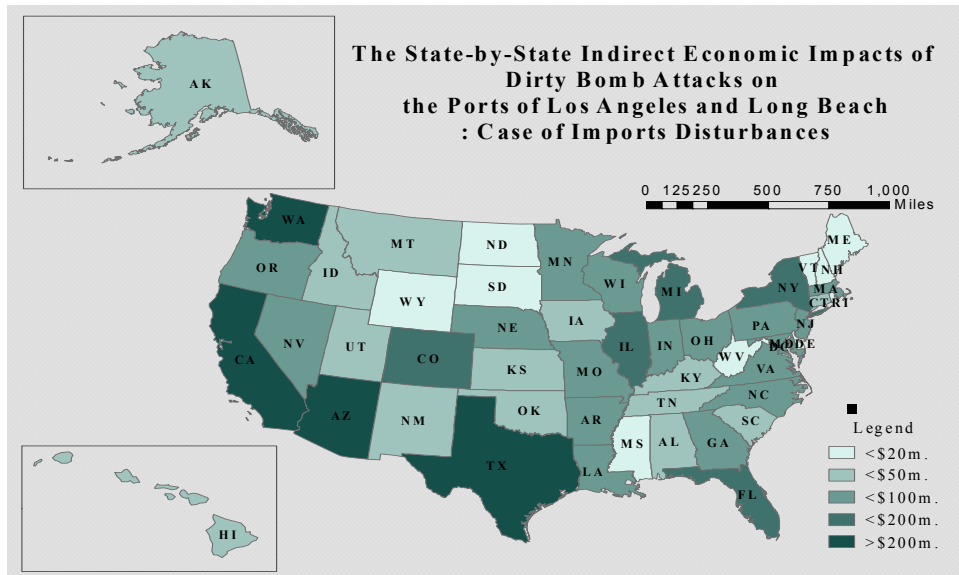 The State-by-State Indirect Economic Impacts of
Dirty Bomb Attacks on
the Ports of Los Angeles and Long Beach
: Case of Imports Disturbances
AK
0 125 250 500 750 1,000
Miles
WA
MT
ND
MN
ME
VT
NH
OR
ID
SD
WI
MI
NY
MA
WY
CT
RI
IA
PA
NJ
NE
NV
IL
IN
OH
MD
DE
DC
UT
CO
WV
VA
CA
KS
MO
KY
NC
TN
AZ
NM
OK
AR
SC
MS
AL
GA
TX
LA
FL
HI
Legend
<$20m.
<$50m.
<$100m.
<$200m.
>$200m.